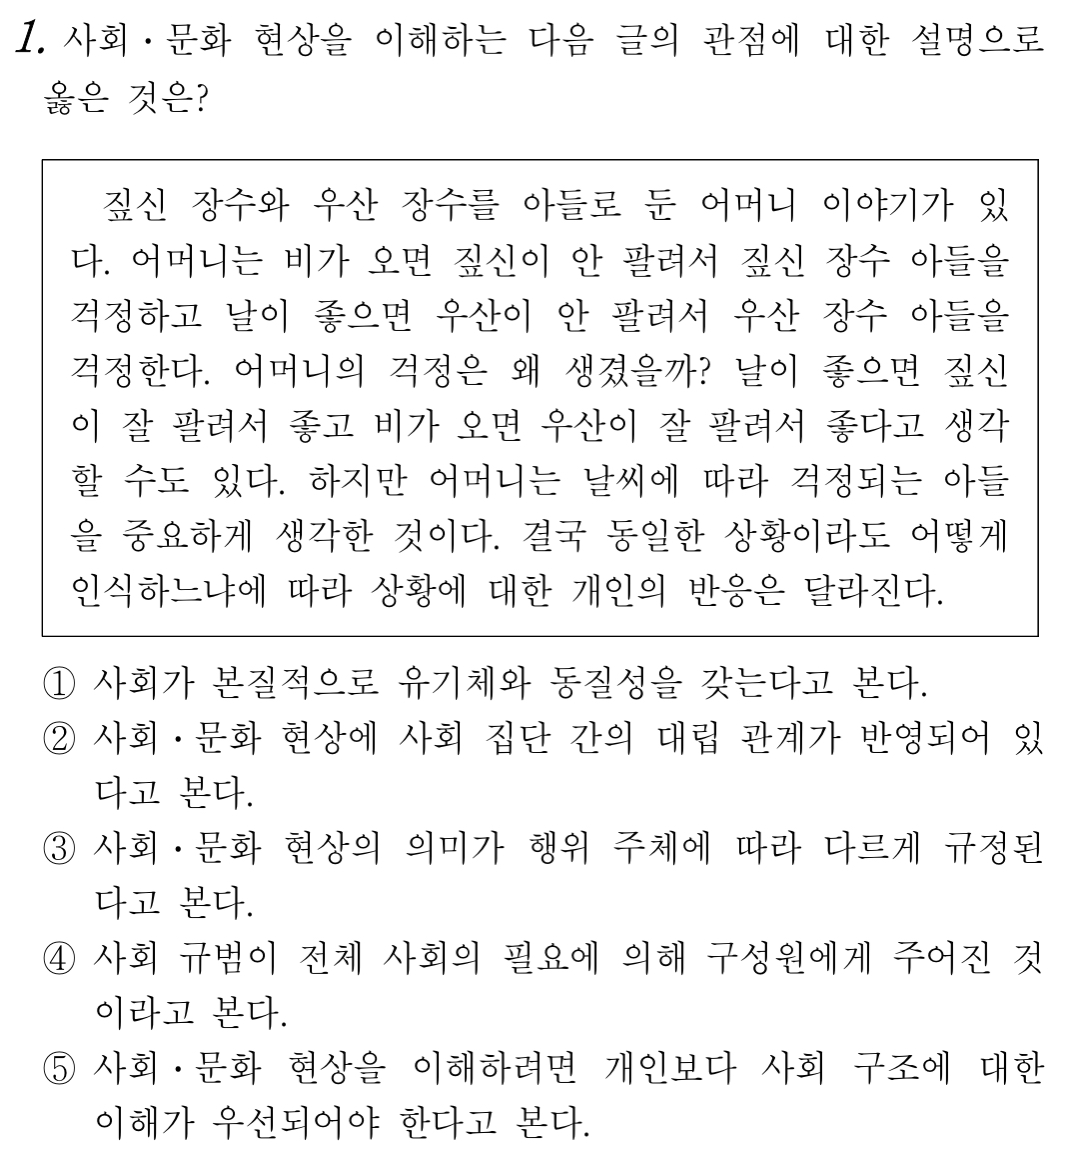 1. 사회·문화 현상을 이해하는 다음 글의 관점에 대한 설명으로
옳은 것은?
짚신 장수와 우산 장수를 아들로 둔 어머니 이야기가 있
다. 어머니는 비가 오면 짚신이 안 팔려서 짚신 장수 아들을
걱정하고 날이 좋으면 우산이 안 팔려서 우산 장수 아들을
걱정한다. 어머니의 걱정은 왜 생겼을까? 날이 좋으면 짚신
이 잘 팔려서 좋고 비가 오면 우산이 잘 팔려서 좋다고 생각
할 수도 있다. 하지만 어머니는 날씨에 따라 걱정되는 아들
을 중요하게 생각한 것이다. 결국 동일한 상황이라도 어떻게
인식하느냐에 따라 상황에 대한 개인의 반응은 달라진다.
① 사회가 본질적으로 유기체와 동질성을 갖는다고 본다.
② 사회·문화 현상에 사회 집단 간의 대립 관계가 반영되어 있
다고 본다.
③ 사회·문화 현상의 의미가 행위 주체에 따라 다르게 규정된
다고 본다.
④ 사회 규범이 전체 사회의 필요에 의해 구성원에게 주어진 것
이라고 본다.
⑤ 사회·문화 현상을 이해하려면 개인보다 사회 구조에 대한
이해가 우선되어야 한다고 본다.